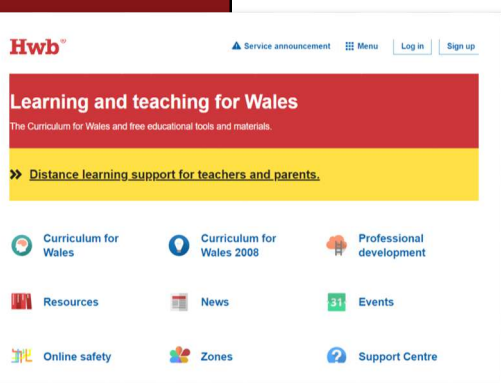 Hwb
Service announcement Menu Log in Sign up
Learning and teaching for Wales
The Curriculum for Wales and free educational tools and materials.
Distance learning support for teachers and parents.
Curriculum for Wales
Curriculum for Wales 2008
Professional development
Resources
News
31
Events
Online safety
Zones
Support Centre